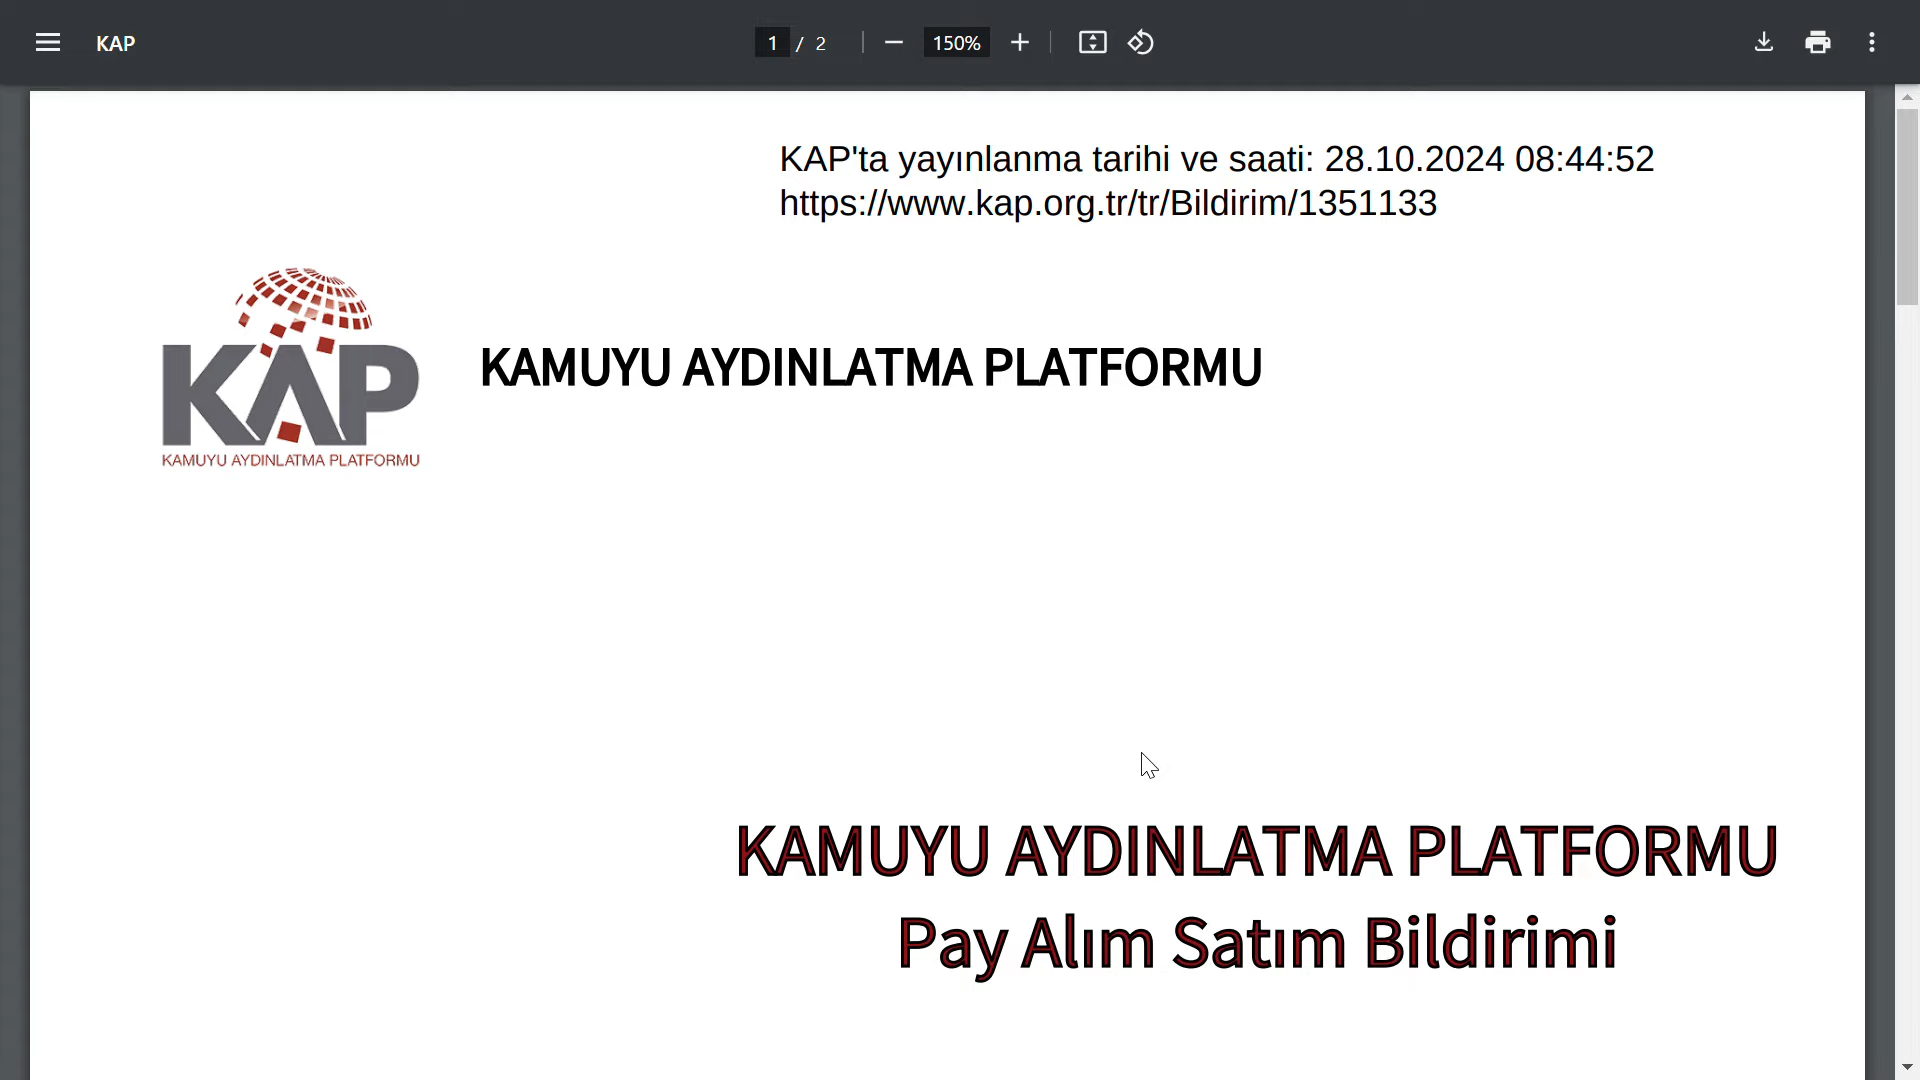 KAP
1 / 2
150%
KAP'ta yayınlanma tarihi ve saati: 28.10.2024 08:44:52
https://www.kap.org.tr/tr/Bildirim/1351133
KAP
KAMUYU AYDINLATMA PLATFORMU
KAMUYU AYDINLATMA PLATFORMU
KAMUYU AYDINLATMA PLATFORMU
Pay Alım Satım Bildirimi